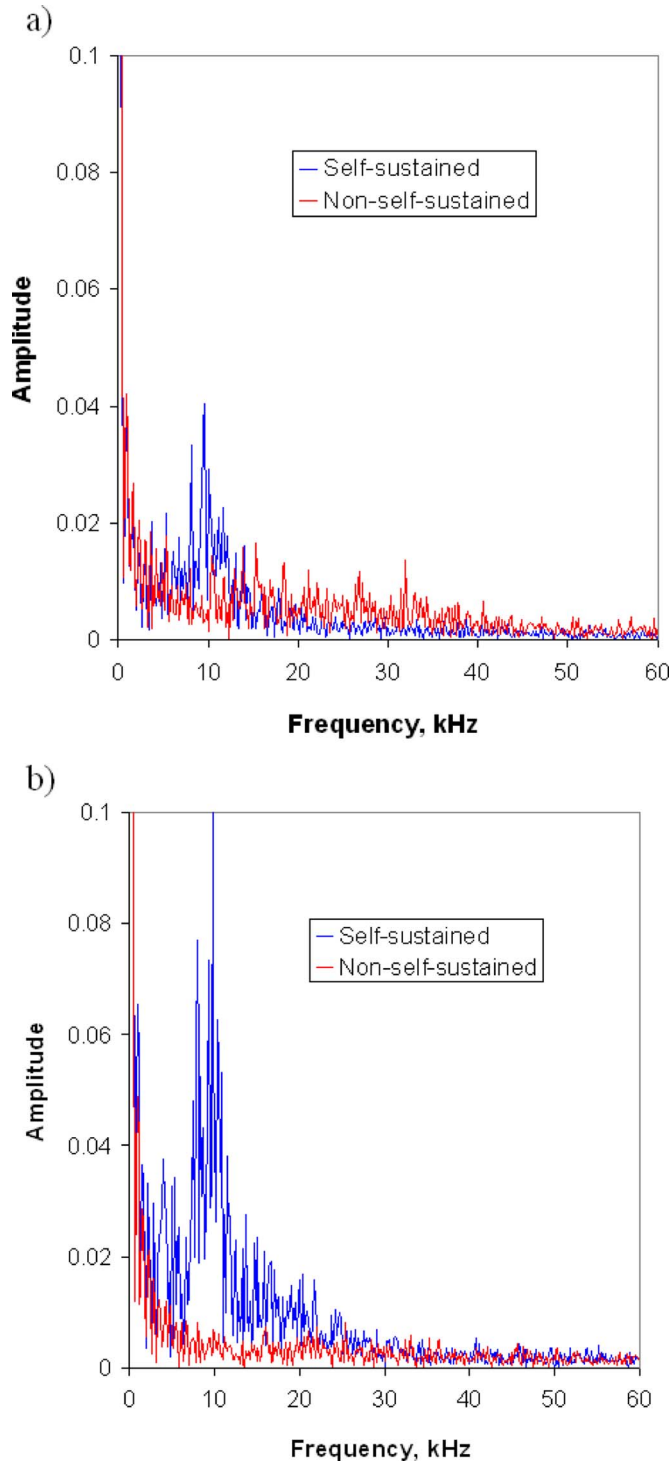 a)
0.1
0.08
0.06
0.04
0.02
0
Amplitude
Self-sustained
Non-self-sustained
0 10 20 30 40 50 60
Frequency, kHz
b)
0.1
0.08
0.06
0.04
0.02
0
Amplitude
Self-sustained
Non-self-sustained
0 10 20 30 40 50 60
Frequency, kHz